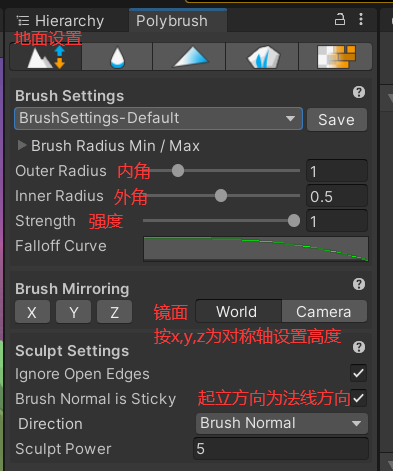 Hierarchy Polybrush
地面设置
Brush Settings
BrushSettings-Default Save
Brush Radius Min / Max
Outer Radius 内角 1
Inner Radius 外角 0.5
Strength 强度 1
Falloff Curve
Brush Mirroring
X Y Z 镜面 World Camera
按x,y,z为对称轴设置高度
Sculpt Settings
Ignore Open Edges
Brush Normal is Sticky 起立方向为法线方向
Direction Brush Normal
Sculpt Power 5